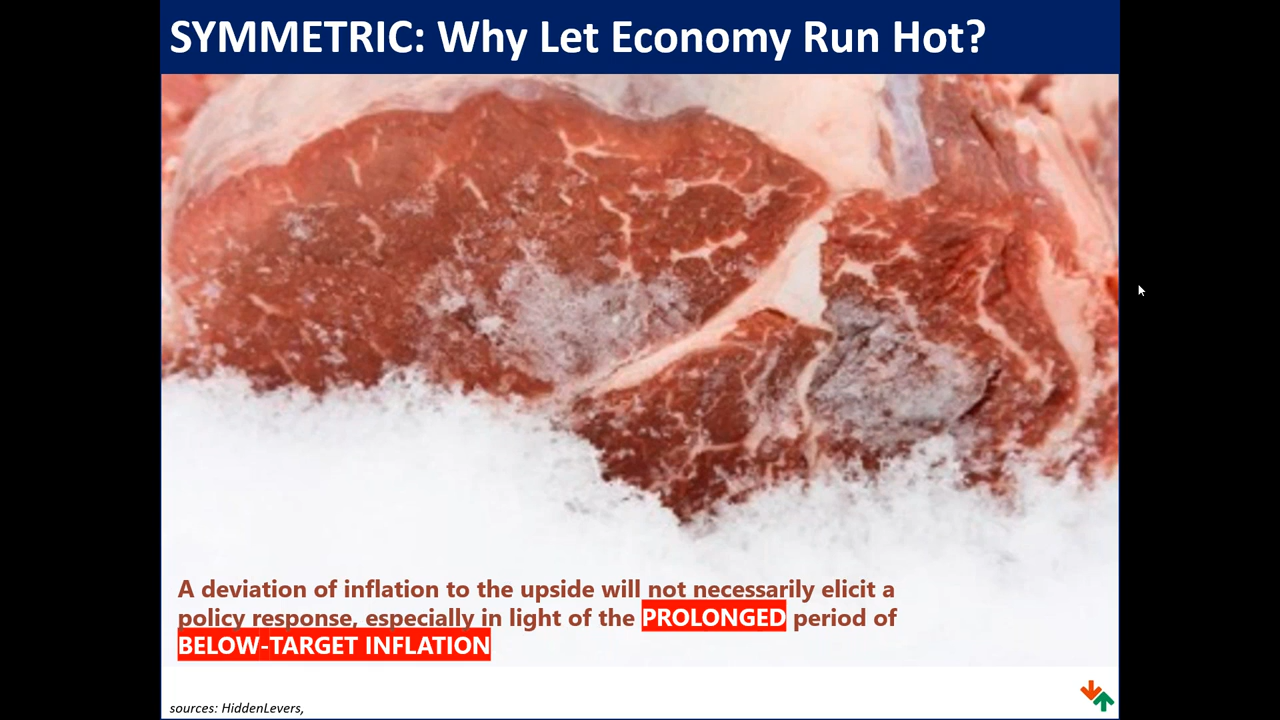 SYMMETRIC: Why Let Economy Run Hot?
A deviation of inflation to the upside will not necessarily elicit a
policy response, especially in light of the PROLONGED period of
BELOW-TARGET INFLATION
sources: HiddenLevers,